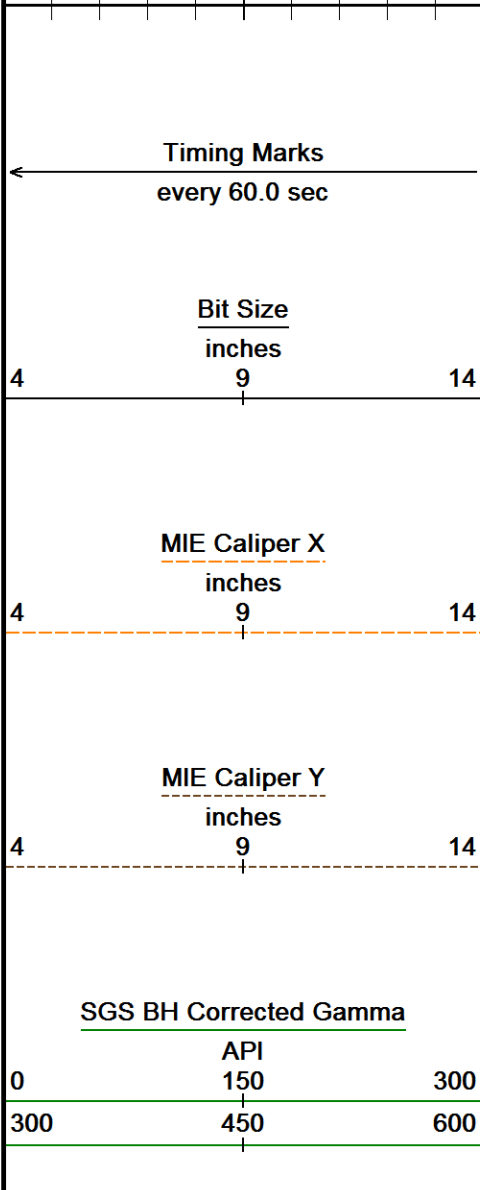 Timing Marks
every 60.0 sec
Bit Size
inches
4 9 14
MIE Caliper X
inches
4 9 14
MIE Caliper Y
inches
4 9 14
SGS BH Corrected Gamma
API
0 150 300
300 450 600